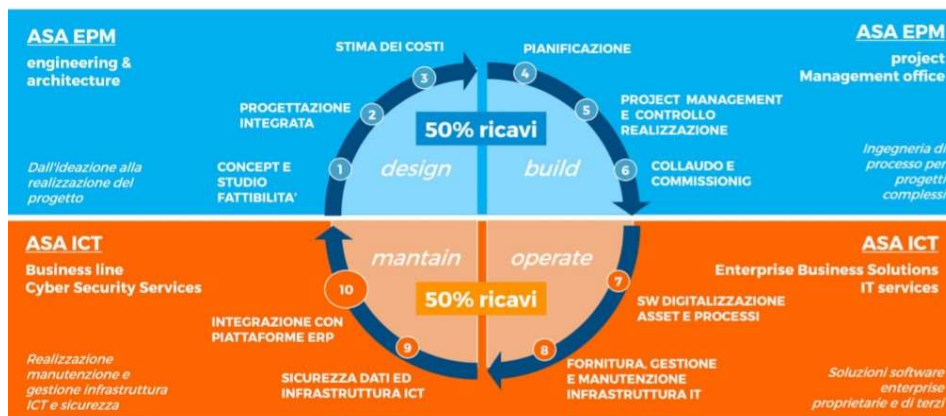 ASA EPM
engineering &
architecture
Dall'ideazione alla
realizzazione del
progetto
STIMA DEI COSTI
3
PROGETTAZIONE
INTEGRATA
2
CONCEPT E
STUDIO
FATTIBILITA'
1
design
50% ricavi
build
PIANIFICAZIONE
4
PROJECT MANAGEMENT
E CONTROLLO
REALIZZAZIONE
5
COLLAUDO E
COMMISSIONIG
6
ASA EPM
project
Management office
Ingegneria di
processo per
progetti
complessi
ASA ICT
Business line
Cyber Security Services
Realizzazione
manutenzione e
gestione infrastruttura
ICT e sicurezza
mantain
operate
50% ricavi
10
INTEGRAZIONE CON
PIATTAFORME ERP
9
SICUREZZA DATI ED
INFRASTRUTTURA ICT
7
SW DIGITALIZZAZIONE
ASSET E PROCESSI
8
FORNITURA, GESTIONE
E MANUTENZIONE
INFRASTRUTTURA IT
ASA ICT
Enterprise Business Solutions
IT services
Soluzioni software
enterprise
proprietarie e di terzi